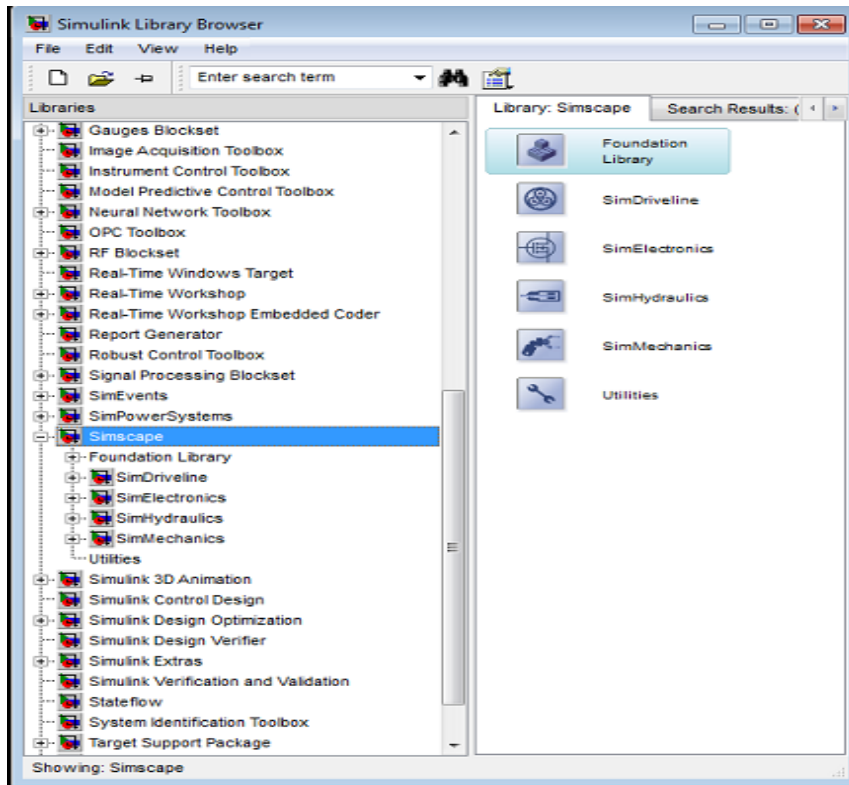 Simulink Library Browser
File Edit View Help
Enter search term
Libraries
Gauges Blockset
Image Acquisition Toolbox
Instrument Control Toolbox
Model Predictive Control Toolbox
Neural Network Toolbox
OPC Toolbox
RF Blockset
Real-Time Windows Target
Real-Time Workshop
Real-Time Workshop Embedded Coder
Report Generator
Robust Control Toolbox
Signal Processing Blockset
SimEvents
SimPowerSystems
Simscape
Foundation Library
SimDriveline
SimElectronics
SimHydraulics
SimMechanics
Utilities
Simulink 3D Animation
Simulink Control Design
Simulink Design Optimization
Simulink Design Verifier
Simulink Extras
Simulink Verification and Validation
Stateflow
System Identification Toolbox
Target Support Package
Library: Simscape Search Results: (
Foundation
Library
SimDriveline
SimElectronics
SimHydraulics
SimMechanics
Utilities
Showing: Simscape